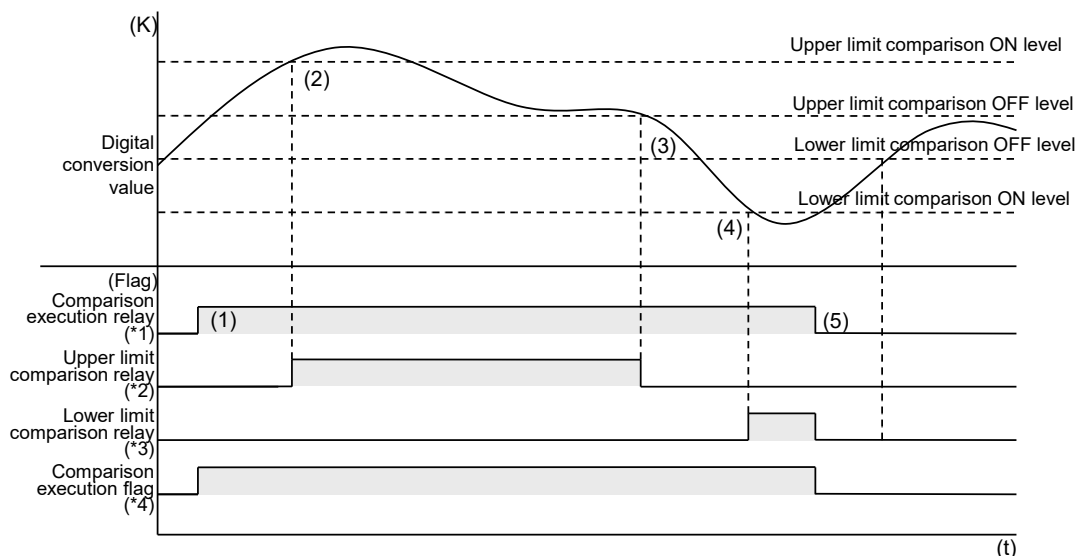 (K)
Upper limit comparison ON level
(2)
Upper limit comparison OFF level
Digital
conversion
value
(3)
Lower limit comparison OFF level
Lower limit comparison ON level
(4)
(Flag)
Comparison
execution relay
(*1)
(1)
(5)
Upper limit
comparison relay
(*2)
Lower limit
comparison relay
(*3)
Comparison
execution flag
(*4)
(t)